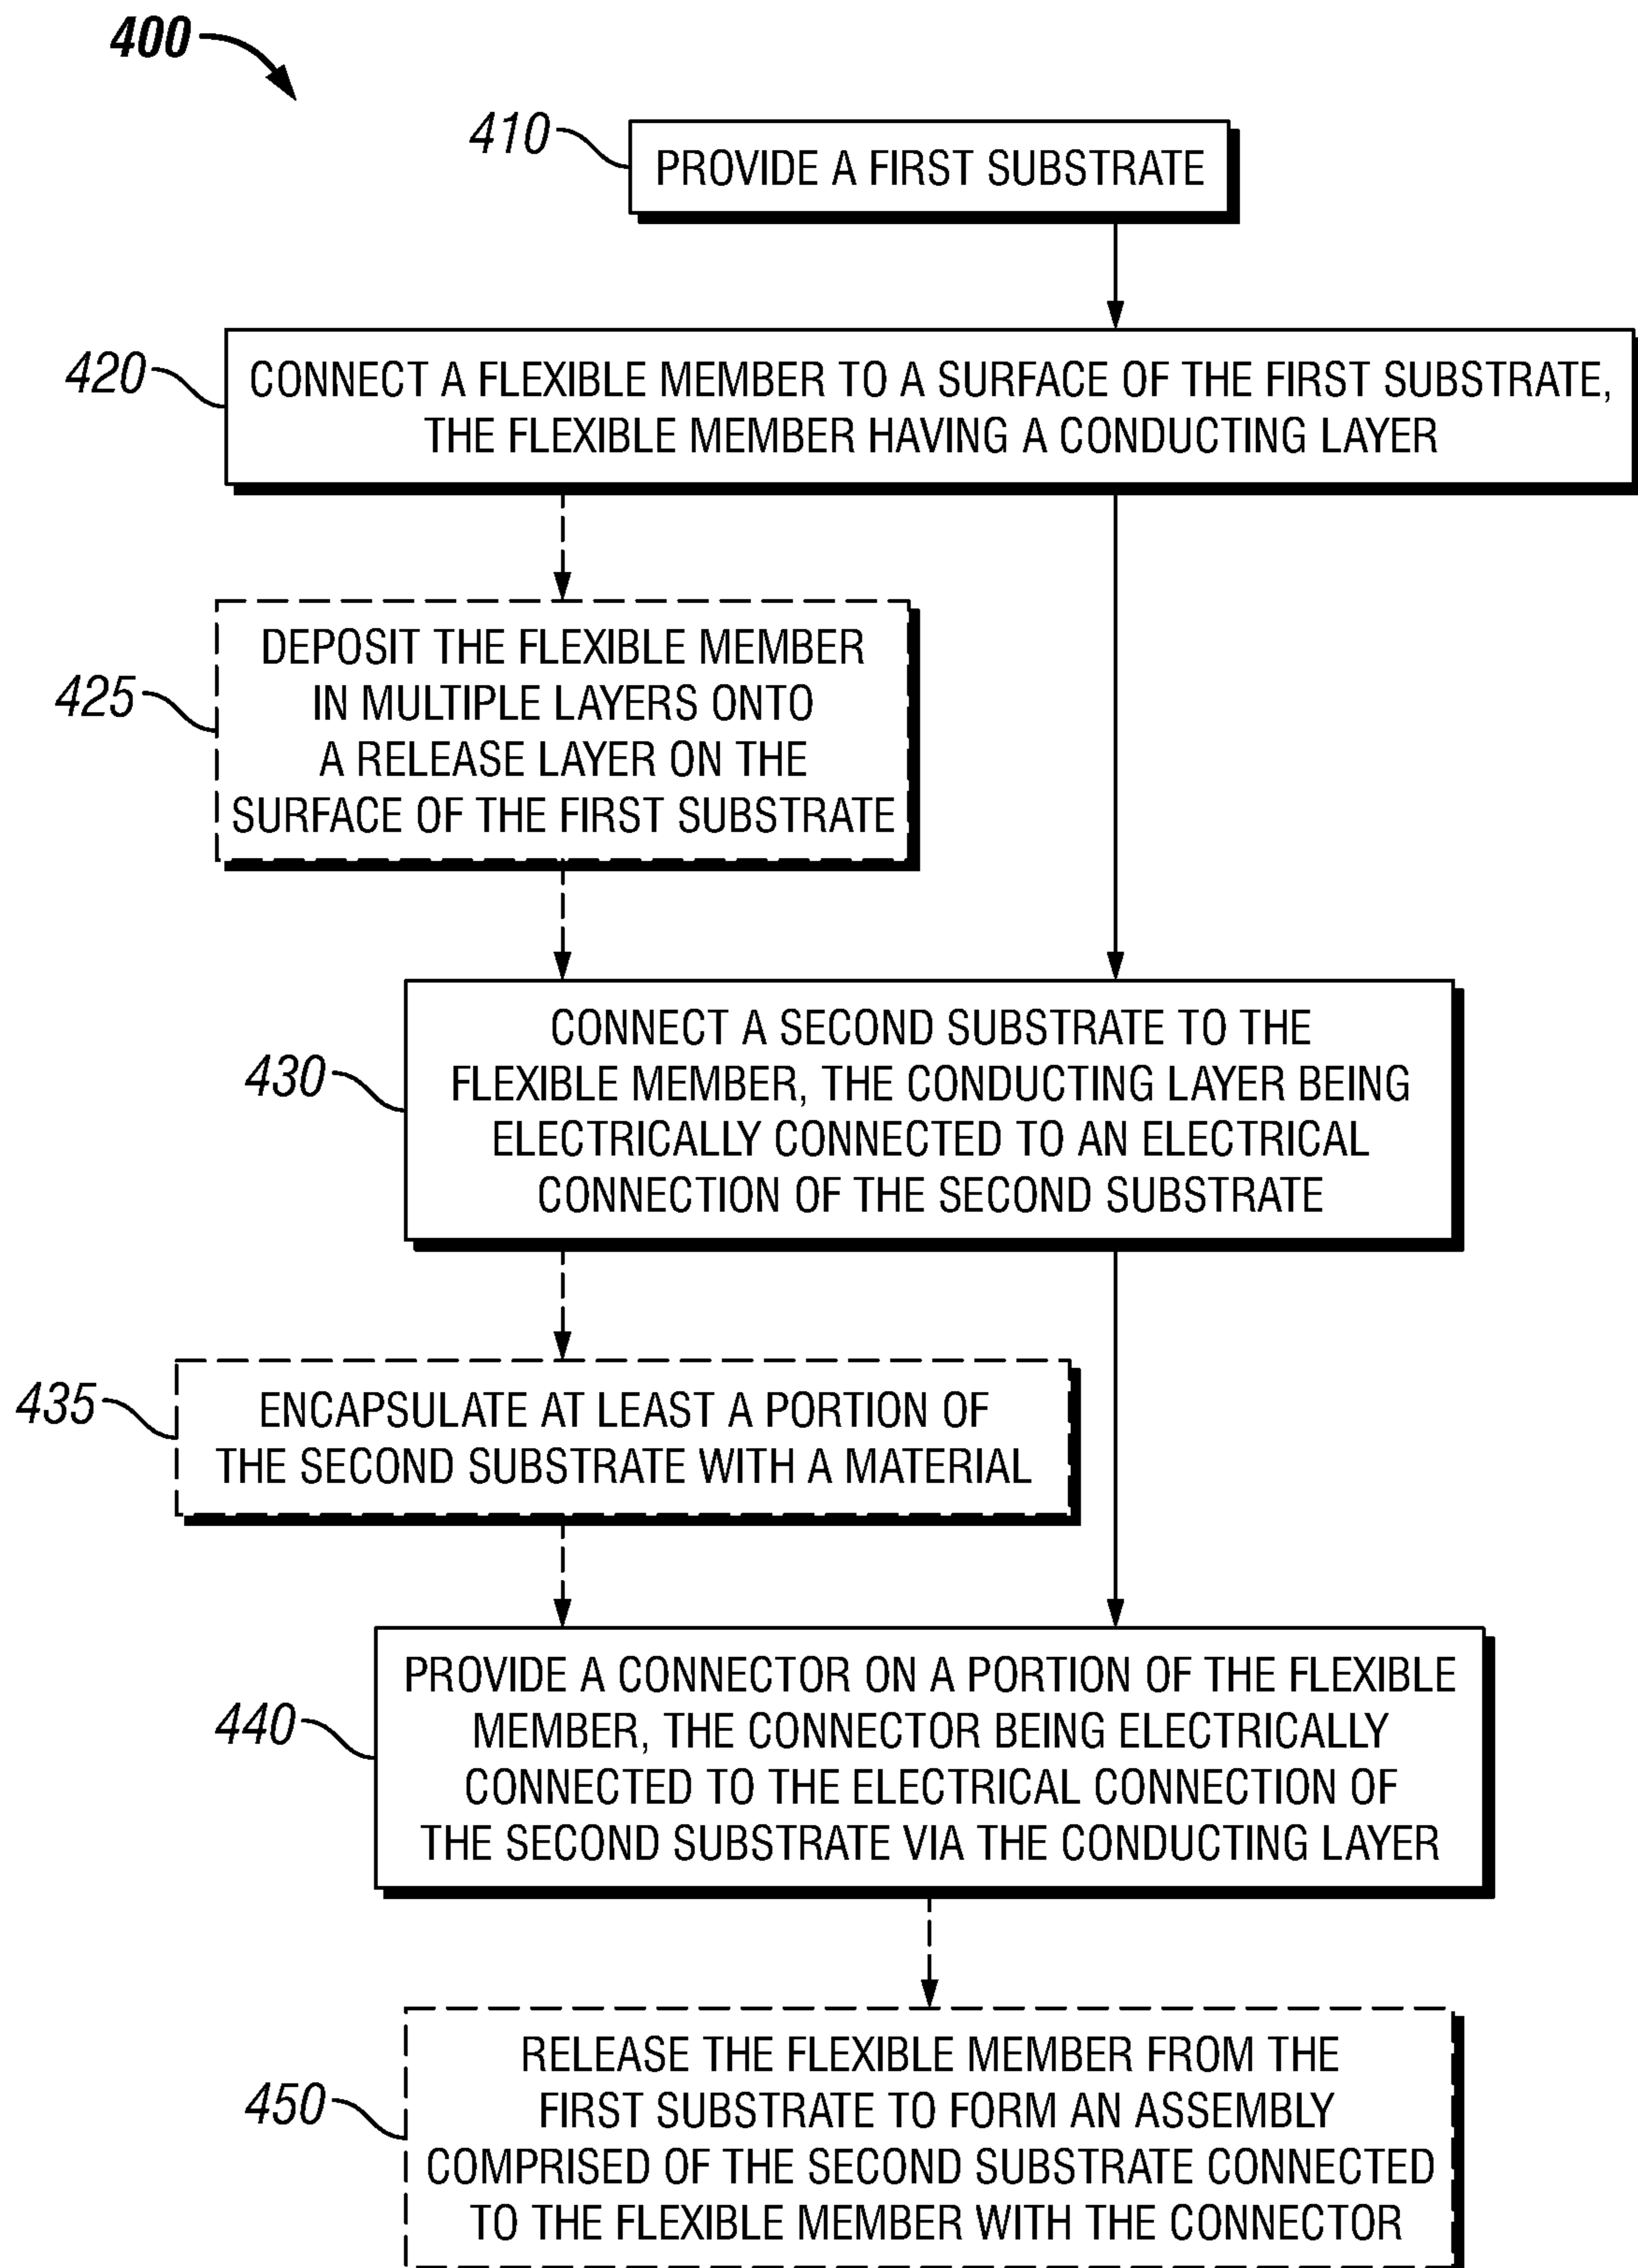 400
410
PROVIDE A FIRST SUBSTRATE
420
CONNECT A FLEXIBLE MEMBER TO A SURFACE OF THE FIRST SUBSTRATE,
THE FLEXIBLE MEMBER HAVING A CONDUCTING LAYER
425
DEPOSIT THE FLEXIBLE MEMBER
IN MULTIPLE LAYERS ONTO
A RELEASE LAYER ON THE
SURFACE OF THE FIRST SUBSTRATE
430
CONNECT A SECOND SUBSTRATE TO THE
FLEXIBLE MEMBER, THE CONDUCTING LAYER BEING
ELECTRICALLY CONNECTED TO AN ELECTRICAL
CONNECTION OF THE SECOND SUBSTRATE
435
ENCAPSULATE AT LEAST A PORTION OF
THE SECOND SUBSTRATE WITH A MATERIAL
440
PROVIDE A CONNECTOR ON A PORTION OF THE FLEXIBLE
MEMBER, THE CONNECTOR BEING ELECTRICALLY
CONNECTED TO THE ELECTRICAL CONNECTION OF
THE SECOND SUBSTRATE VIA THE CONDUCTING LAYER
450
RELEASE THE FLEXIBLE MEMBER FROM THE
FIRST SUBSTRATE TO FORM AN ASSEMBLY
COMPRISED OF THE SECOND SUBSTRATE CONNECTED
TO THE FLEXIBLE MEMBER WITH THE CONNECTOR